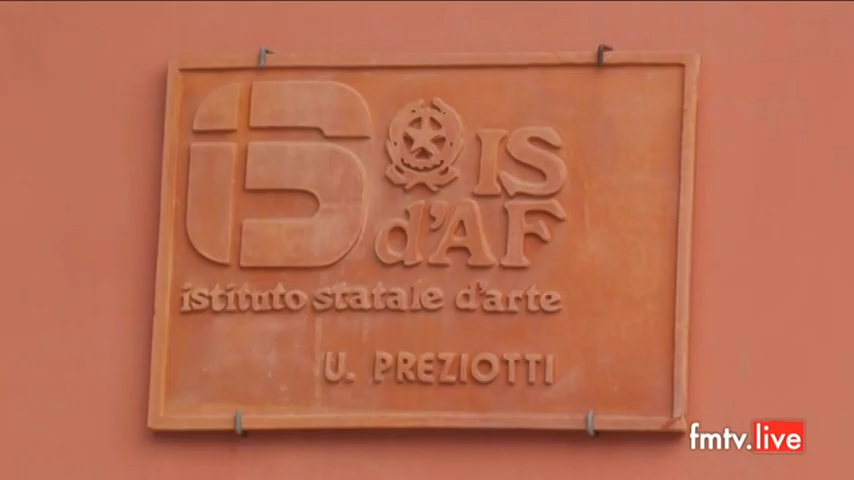 IS
d'AF
istituto statale d'arte
U. PREZIOTTI
fmtv.live